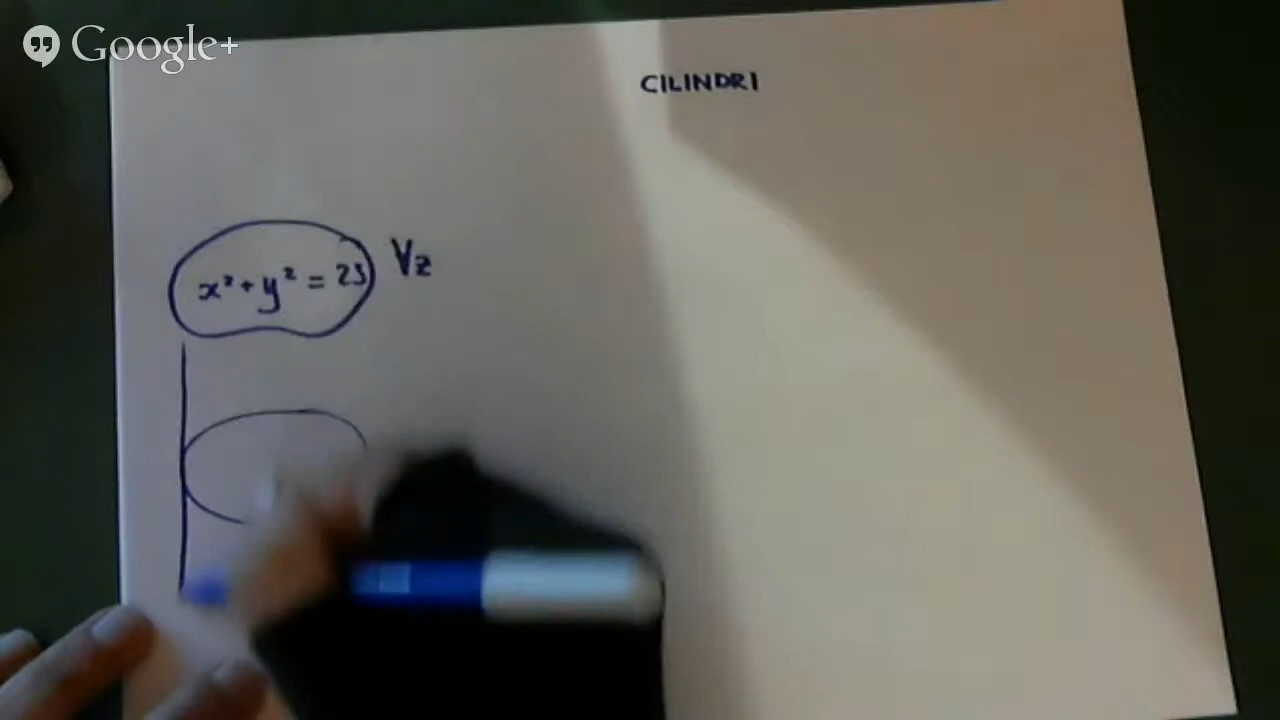 Google+
CILINDRI
x² + y² = 25 ∀z